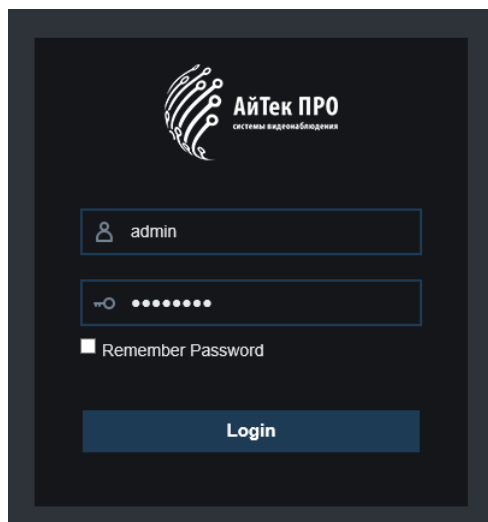 АйТек ПРО
системы видеонаблюдения
admin
••••••••
Remember Password
Login